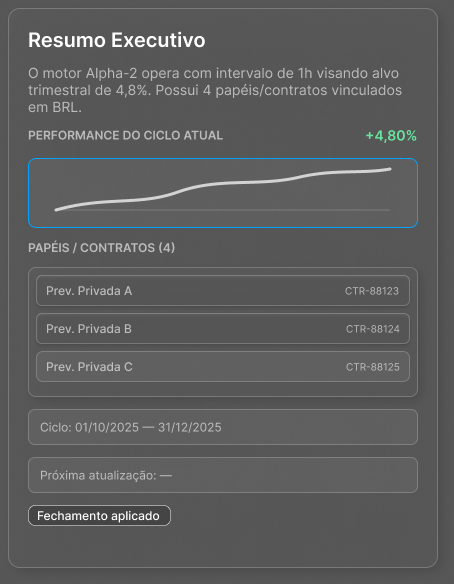 Resumo Executivo
O motor Alpha-2 opera com intervalo de 1h visando alvo
trimestral de 4,8%. Possui 4 papéis/contratos vinculados
em BRL.
PERFORMANCE DO CICLO ATUAL +4,80%
PAPÉIS / CONTRATOS (4)
Prev. Privada A CTR-88123
Prev. Privada B CTR-88124
Prev. Privada C CTR-88125
Ciclo: 01/10/2025 — 31/12/2025
Próxima atualização: —
Fechamento aplicado